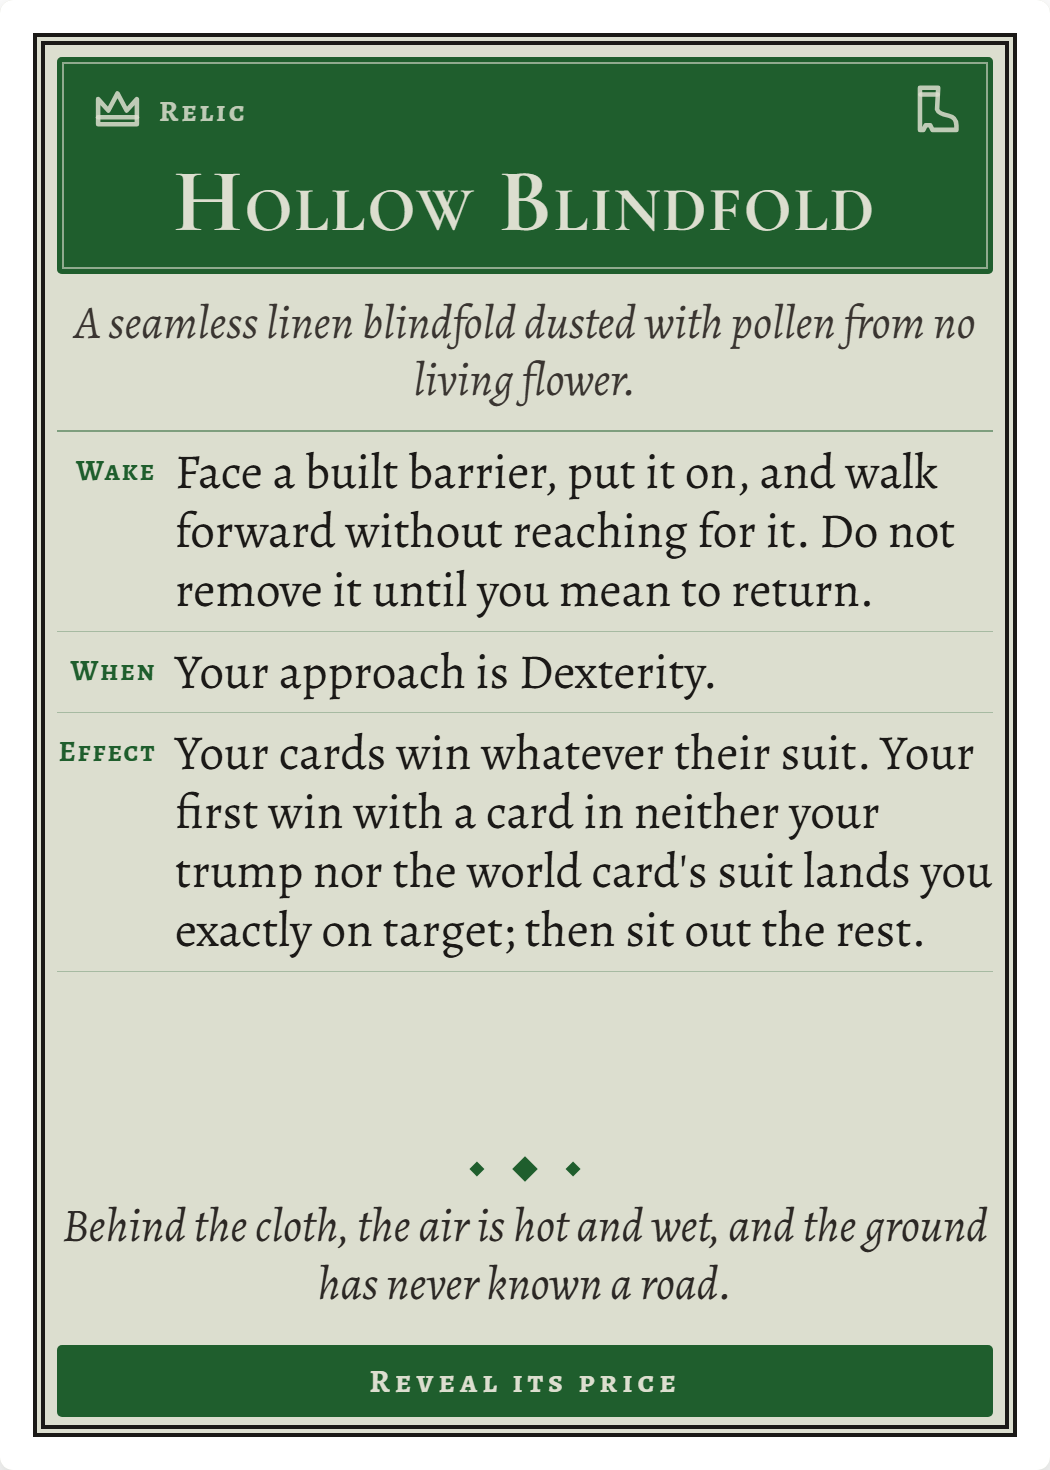 Relic
Hollow Blindfold
A seamless linen blindfold dusted with pollen from no
living flower.
Wake Face a built barrier, put it on, and walk
forward without reaching for it. Do not
remove it until you mean to return.
When Your approach is Dexterity.
Effect Your cards win whatever their suit. Your
first win with a card in neither your
trump nor the world card's suit lands you
exactly on target; then sit out the rest.
Behind the cloth, the air is hot and wet, and the ground
has never known a road.
Reveal its price